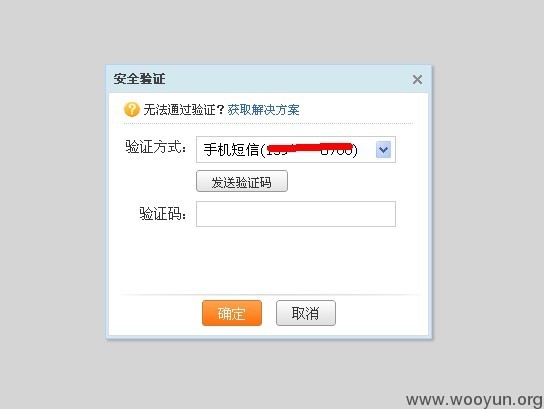 安全验证
无法通过验证？获取解决方案
验证方式： 手机短信(
发送验证码
验证码：
确定 取消
www.wooyun.org